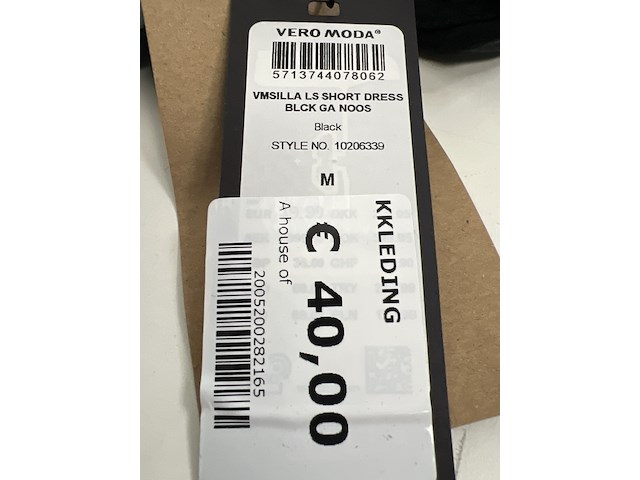 VERO MODA®
5713744078062
VMSILLA LS SHORT DRESS
BLCK GA NOOS
Black
STYLE NO. 10206339
M
KKLEDING
€ 40,00
A house of
2005200282165